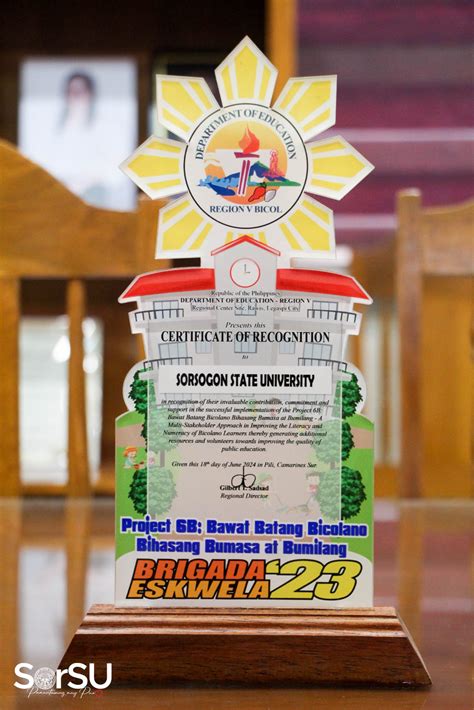 DEPARTMENT OF EDUCATION
REGION V BICOL
Republic of the Philippines
DEPARTMENT OF EDUCATION - REGION V
Regional Center Site, Rawis, Legazpi City
Presents this
CERTIFICATE OF RECOGNITION
to
SORSOGON STATE UNIVERSITY
in recognition of their invaluable contribution, commitment and
support in the successful implementation of the Project 6B;
Bawat Batang Bicolano Bihasang Bumasa at Bumilang - A
Multi-Stakeholder Approach in Improving the Literacy and
Numeracy of Bicolano Learners thereby generating additional
resources and volunteers towards improving the quality of
public education.
Given this 18th day of June 2024 in Pili, Camarines Sur
Gilbert T. Sadsad
Regional Director
Project 6B; Bawat Batang Bicolano
Bihasang Bumasa at Bumilang
BRIGADA
ESKWELA '23
SorSU
SorSU